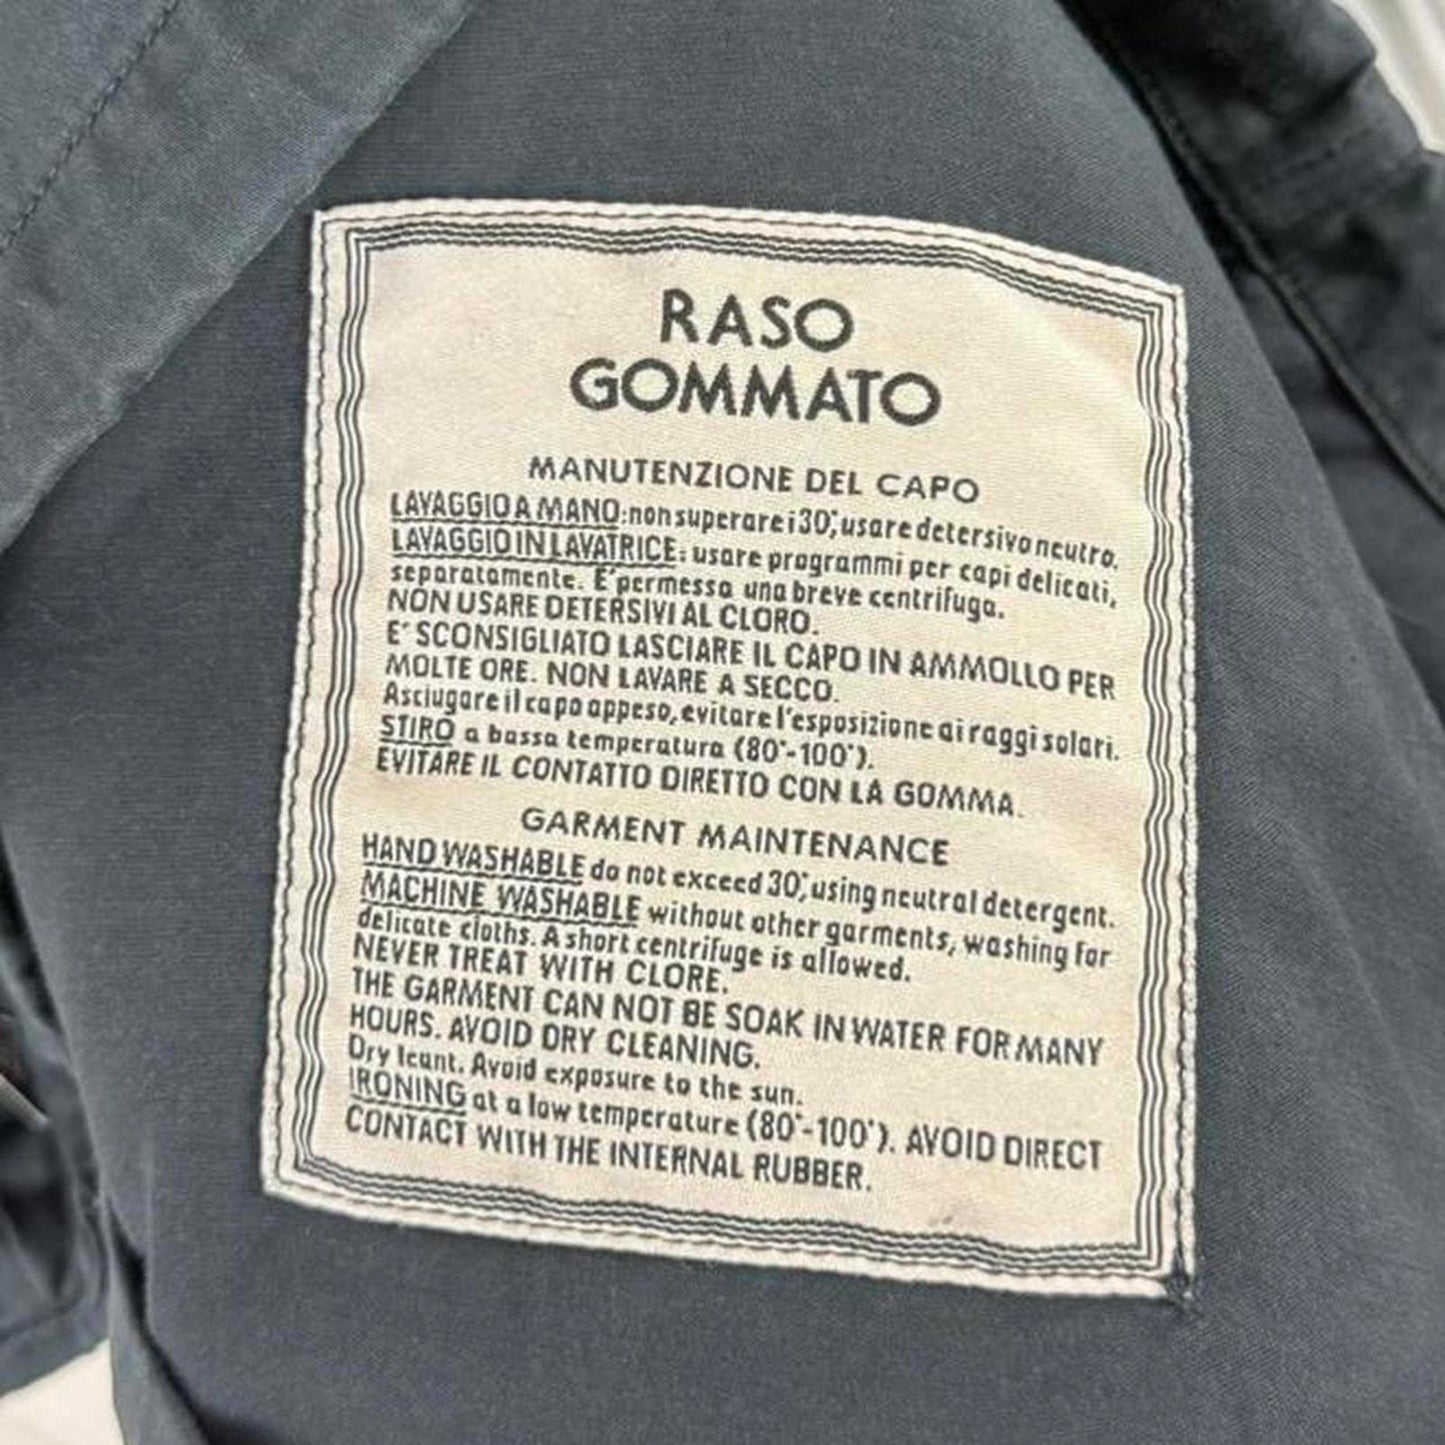 RASO
GOMMATO
MANUTENZIONE DEL CAPO
LAVAGGIO A MANO: non superare i 30°, usare detersivo neutro.
LAVAGGIO IN LAVATRICE: usare programmi per capi delicati,
separatamente. E' permessa una breve centrifuga.
NON USARE DETERSIVI AL CLORO.
E' SCONSIGLIATO LASCIARE IL CAPO IN AMMOLLO PER
MOLTE ORE. NON LAVARE A SECCO.
Asciugare il capo appeso, evitare l'esposizione ai raggi solari.
STIRO a bassa temperatura (80°-100°).
EVITARE IL CONTATTO DIRETTO CON LA GOMMA.
GARMENT MAINTENANCE
HAND WASHABLE do not exceed 30°, using neutral detergent.
MACHINE WASHABLE without other garments, washing for
delicate cloths. A short centrifuge is allowed.
NEVER TREAT WITH CLORE.
THE GARMENT CAN NOT BE SOAK IN WATER FOR MANY
HOURS. AVOID DRY CLEANING.
Dry leant. Avoid exposure to the sun.
IRONING at a low temperature (80°-100°). AVOID DIRECT
CONTACT WITH THE INTERNAL RUBBER.